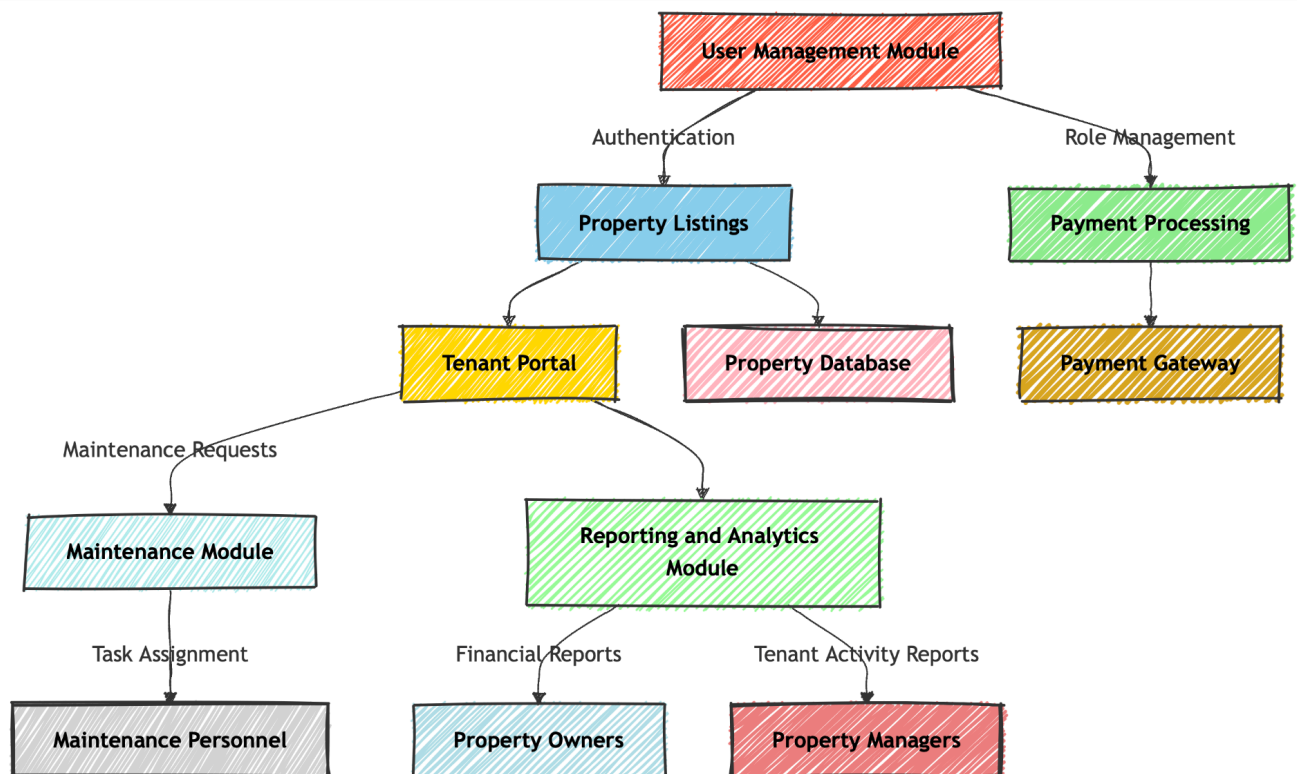 User Management Module
Authentication
Role Management
Property Listings
Payment Processing
Tenant Portal
Property Database
Payment Gateway
Maintenance Requests
Reporting and Analytics
Module
Maintenance Module
Task Assignment
Financial Reports
Tenant Activity Reports
Maintenance Personnel
Property Owners
Property Managers